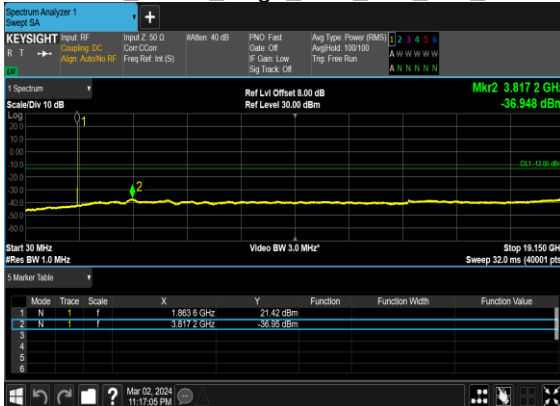 Spectrum Analyzer 1
Swept SA
+
KEYSIGHT Input: RF Input Z: 50 Ω #Atten: 40 dB PNO: Fast Avg Type: Power (RMS) 1 2 3 4 5 6
R T Coupling: DC Corr CCorr Gate: Off Avg|Hold: 100/100 A W W W W W
Align: Auto/No RF Freq Ref: Int (S) IF Gain: Low Trig: Free Run
LW Sig Track: Off A N N N N N
1 Spectrum Ref Lvl Offset 8.00 dB Mkr2 3.817 2 GHz
Scale/Div 10 dB Ref Level 30.00 dBm -36.948 dBm
Log
20.0
10.0
0.00
-10.0
DL1 -13.00 dBm
-20.0
-30.0
-40.0
-50.0
-60.0
1
2
Start 30 MHz Video BW 3.0 MHz* Stop 19.150 GH
#Res BW 1.0 MHz Sweep 32.0 ms (40001 pts
5 Marker Table
Mode Trace Scale X Y Function Function Width Function Value
1 N 1 f 1.863 6 GHz 21.42 dBm
2 N 1 f 3.817 2 GHz -36.95 dBm
3
4
5
6
? Mar 02, 2024
11:17:05 PM